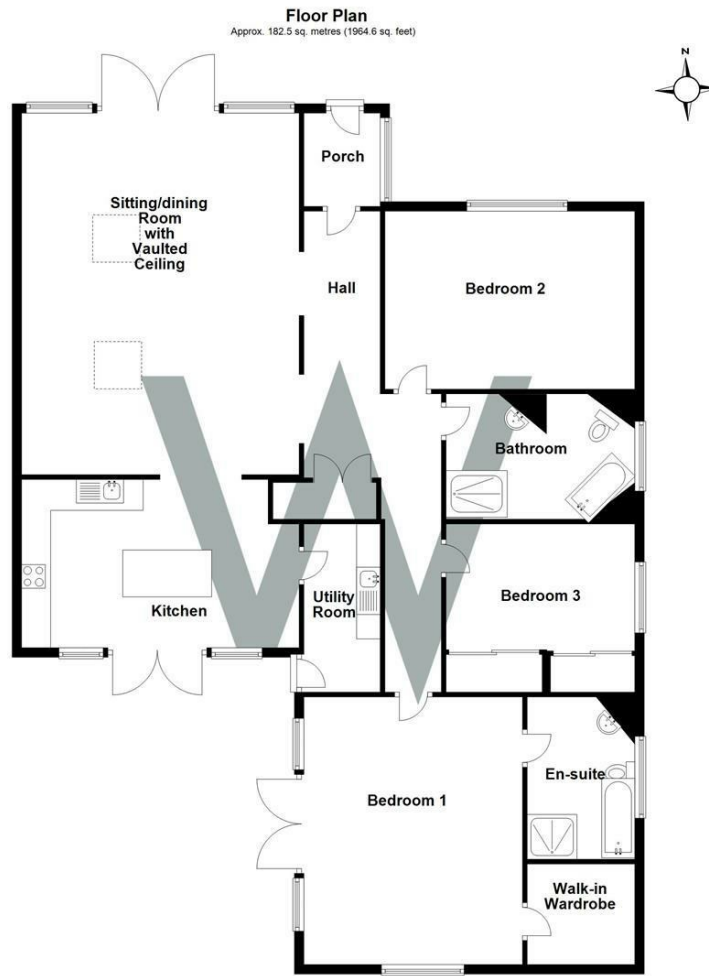 Floor Plan
Approx. 182.5 sq. metres (1964.6 sq. feet)
N
Porch
Sitting/dining
Room
with
Vaulted
Ceiling
Hall
Bedroom 2
Bathroom
Kitchen
Utility
Room
Bedroom 3
Bedroom 1
En-suite
Walk-in
Wardrobe
W